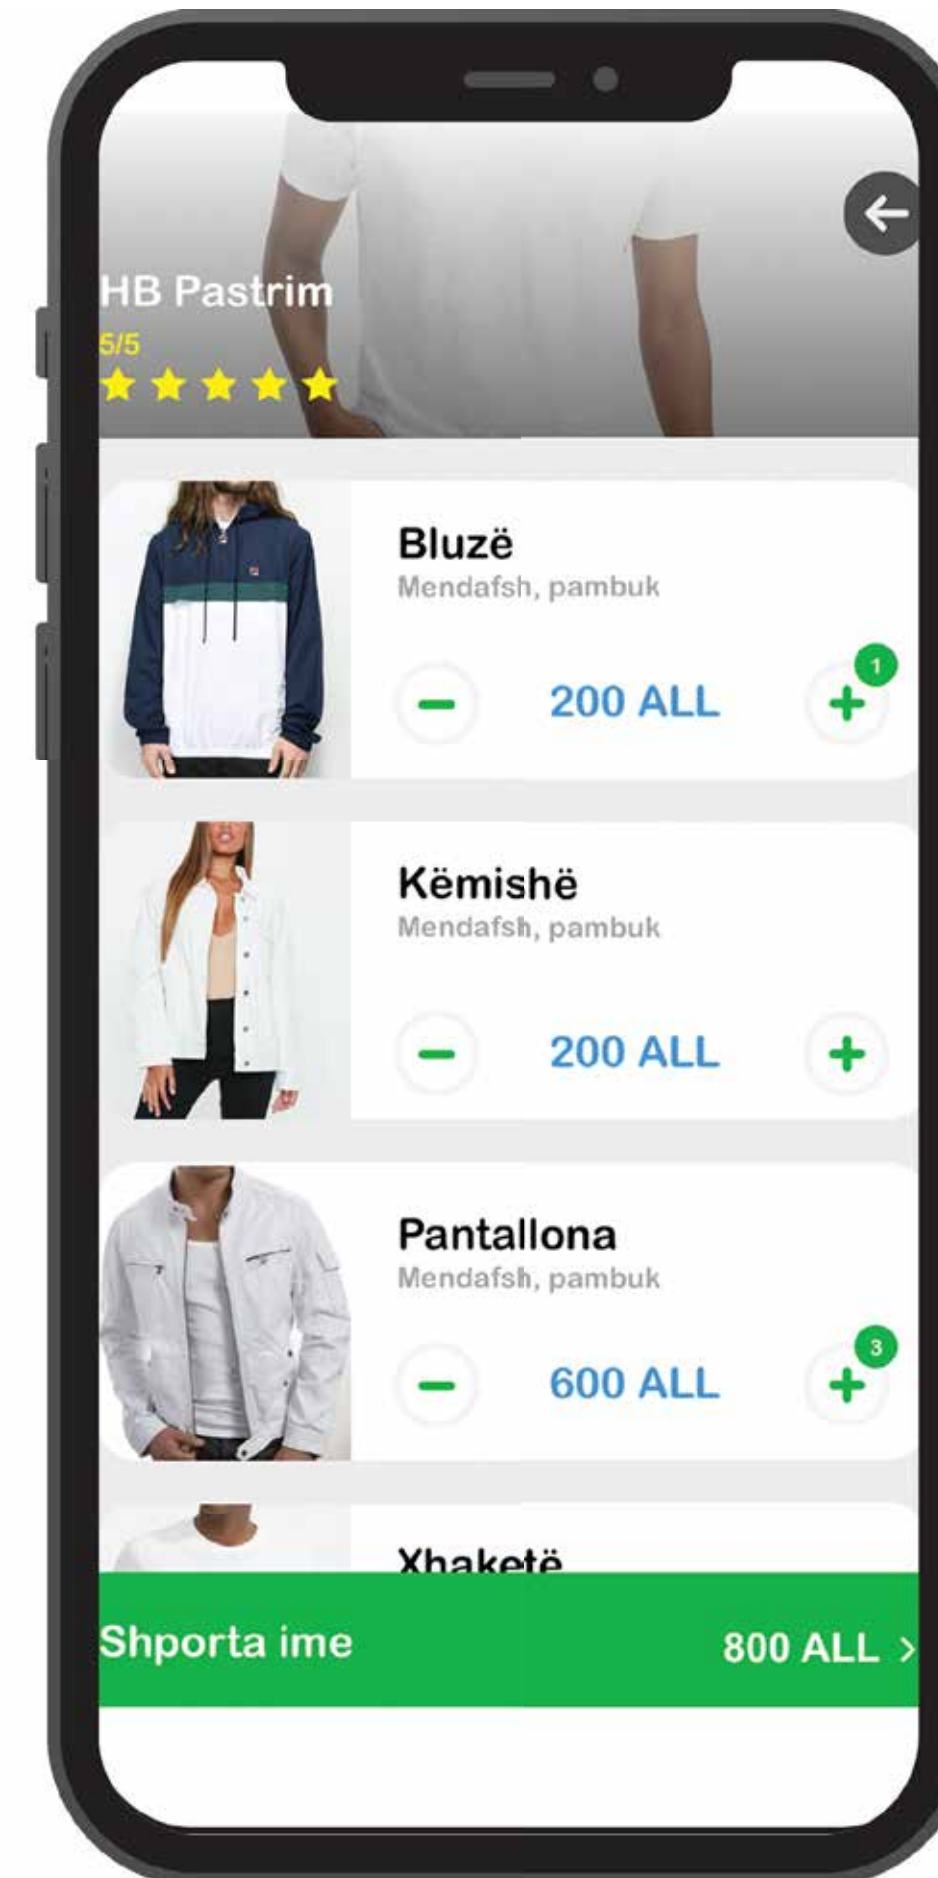 HB Pastrim
5/5
Bluzë
Mendafsh, pambuk
200 ALL
1
Këmishë
Mendafsh, pambuk
200 ALL
Pantallona
Mendafsh, pambuk
600 ALL
3
Xhaketë
Shporta ime
800 ALL